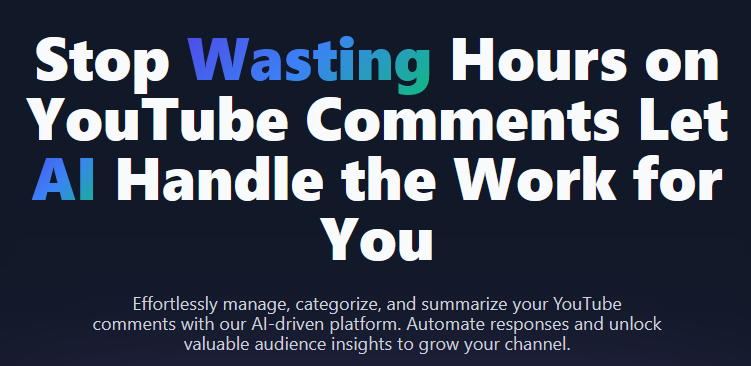 Stop Wasting Hours on
YouTube Comments Let
AI Handle the Work for
You
Effortlessly manage, categorize, and summarize your YouTube
comments with our AI-driven platform. Automate responses and unlock
valuable audience insights to grow your channel.